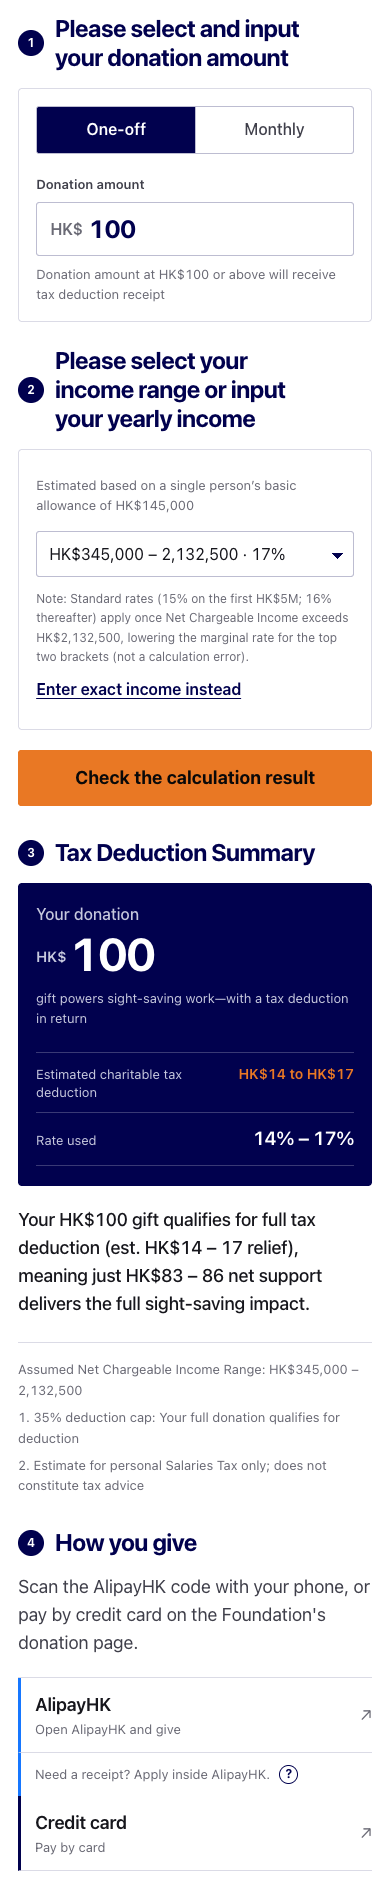 1
Please select and input
your donation amount
One-off
Monthly
Donation amount
HK$ 100
Donation amount at HK$100 or above will receive
tax deduction receipt
2
Please select your
income range or input
your yearly income
Estimated based on a single person's basic
allowance of HK$145,000
HK$345,000 – 2,132,500 · 17%
Note: Standard rates (15% on the first HK$5M; 16%
thereafter) apply once Net Chargeable Income exceeds
HK$2,132,500, lowering the marginal rate for the top
two brackets (not a calculation error).
Enter exact income instead
Check the calculation result
3
Tax Deduction Summary
Your donation
HK$ 100
gift powers sight-saving work—with a tax deduction
in return
Estimated charitable tax
deduction
HK$14 to HK$17
Rate used
14% – 17%
Your HK$100 gift qualifies for full tax
deduction (est. HK$14 – 17 relief),
meaning just HK$83 – 86 net support
delivers the full sight-saving impact.
Assumed Net Chargeable Income Range: HK$345,000 –
2,132,500
1. 35% deduction cap: Your full donation qualifies for
deduction
2. Estimate for personal Salaries Tax only; does not
constitute tax advice
4
How you give
Scan the AlipayHK code with your phone, or
pay by credit card on the Foundation's
donation page.
AlipayHK
Open AlipayHK and give
Need a receipt? Apply inside AlipayHK. ?
Credit card
Pay by card